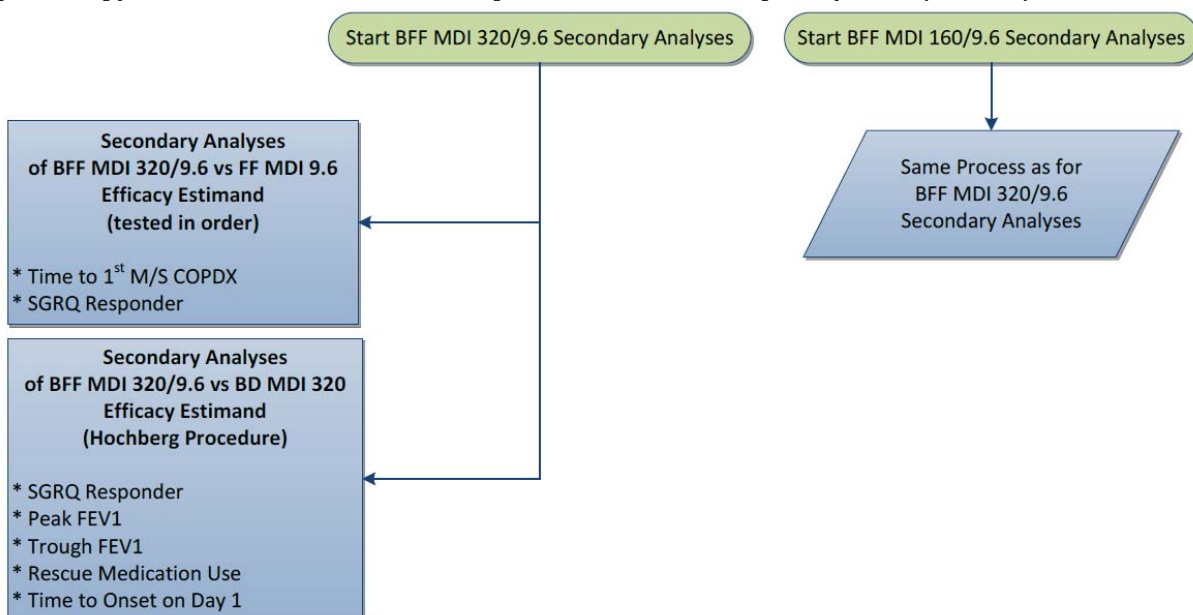 Start BFF MDI 320/9.6 Secondary Analyses
Start BFF MDI 160/9.6 Secondary Analyses
Secondary Analyses
of BFF MDI 320/9.6 vs FF MDI 9.6
Efficacy Estimand
(tested in order)
* Time to 1st M/S COPDX
* SGRQ Responder
Same Process as for
BFF MDI 320/9.6
Secondary Analyses
Secondary Analyses
of BFF MDI 320/9.6 vs BD MDI 320
Efficacy Estimand
(Hochberg Procedure)
* SGRQ Responder
* Peak FEV1
* Trough FEV1
* Rescue Medication Use
* Time to Onset on Day 1